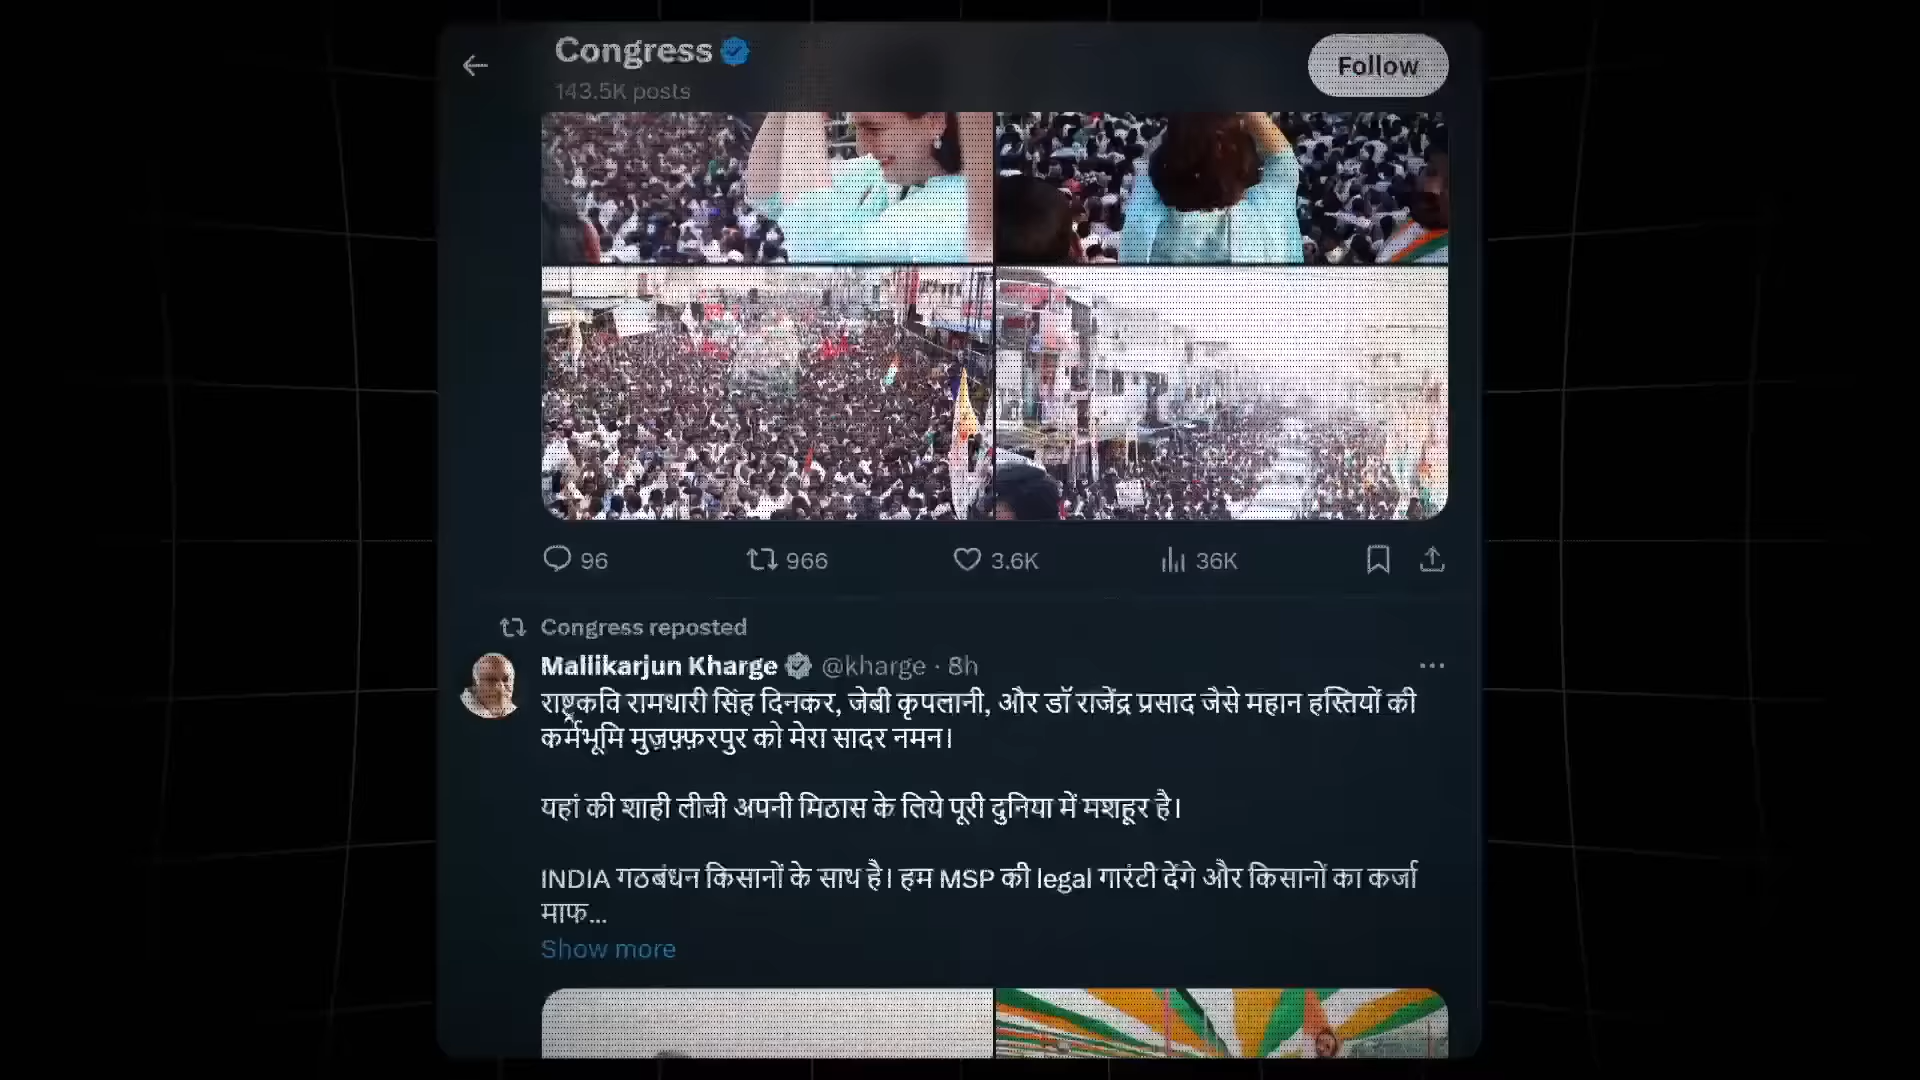 Congress
Follow
143.5K posts
96
966
3.6K
36K
Congress reposted
Mallikarjun Kharge @kharge · 8h
राष्ट्रकवि रामधारी सिंह दिनकर, जेबी कृपलानी, और डॉ राजेंद्र प्रसाद जैसे महान हस्तियों की
कर्मभूमि मुज़फ़्फ़रपुर को मेरा सादर नमन।
यहां की शाही लीची अपनी मिठास के लिये पूरी दुनिया में मशहूर है।
INDIA गठबंधन किसानों के साथ है। हम MSP की legal गारंटी देंगे और किसानों का कर्जा
माफ...
Show more